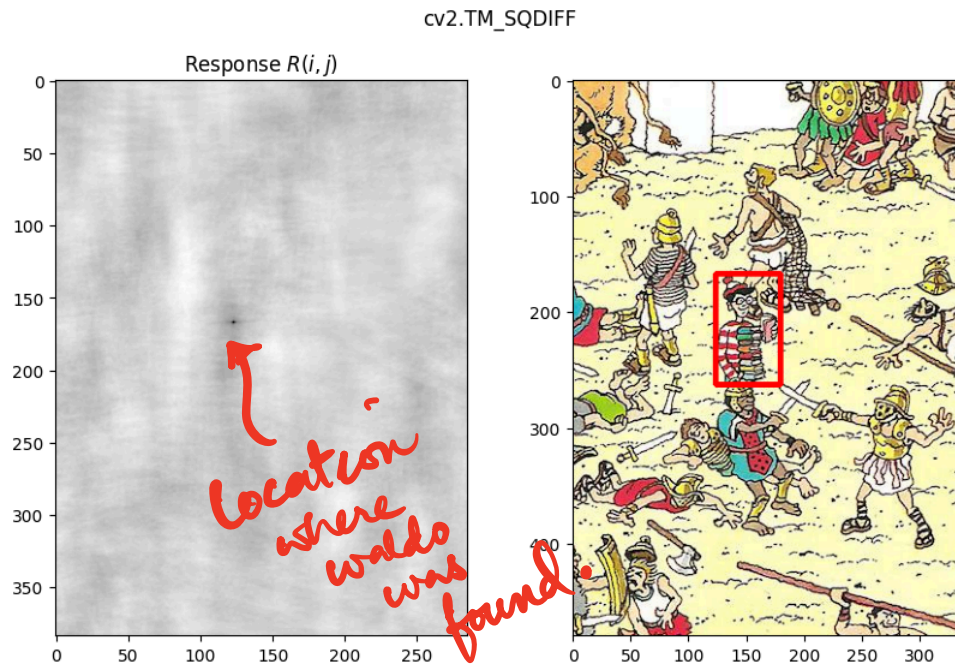 cv2.TM_SQDIFF
Response R(i,j)
0
50
100
150
200
250
300
350
0 50 100 150 200 250
0
100
200
300
400
0 50 100 150 200 250 300
location
where
waldo
was
found.